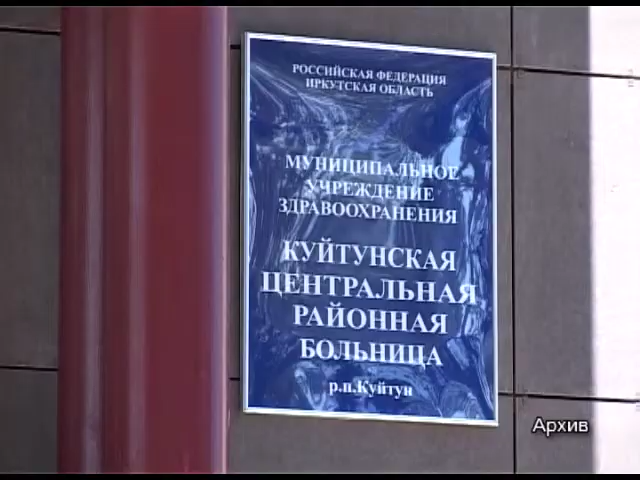 РОССИЙСКАЯ ФЕДЕРАЦИЯ
ИРКУТСКАЯ ОБЛАСТЬ
МУНИЦИПАЛЬНОЕ
УЧРЕЖДЕНИЕ
ЗДРАВООХРАНЕНИЯ
КУЙТУНСКАЯ
ЦЕНТРАЛЬНАЯ
РАЙОННАЯ
БОЛЬНИЦА
р.п.Куйтун
Архив